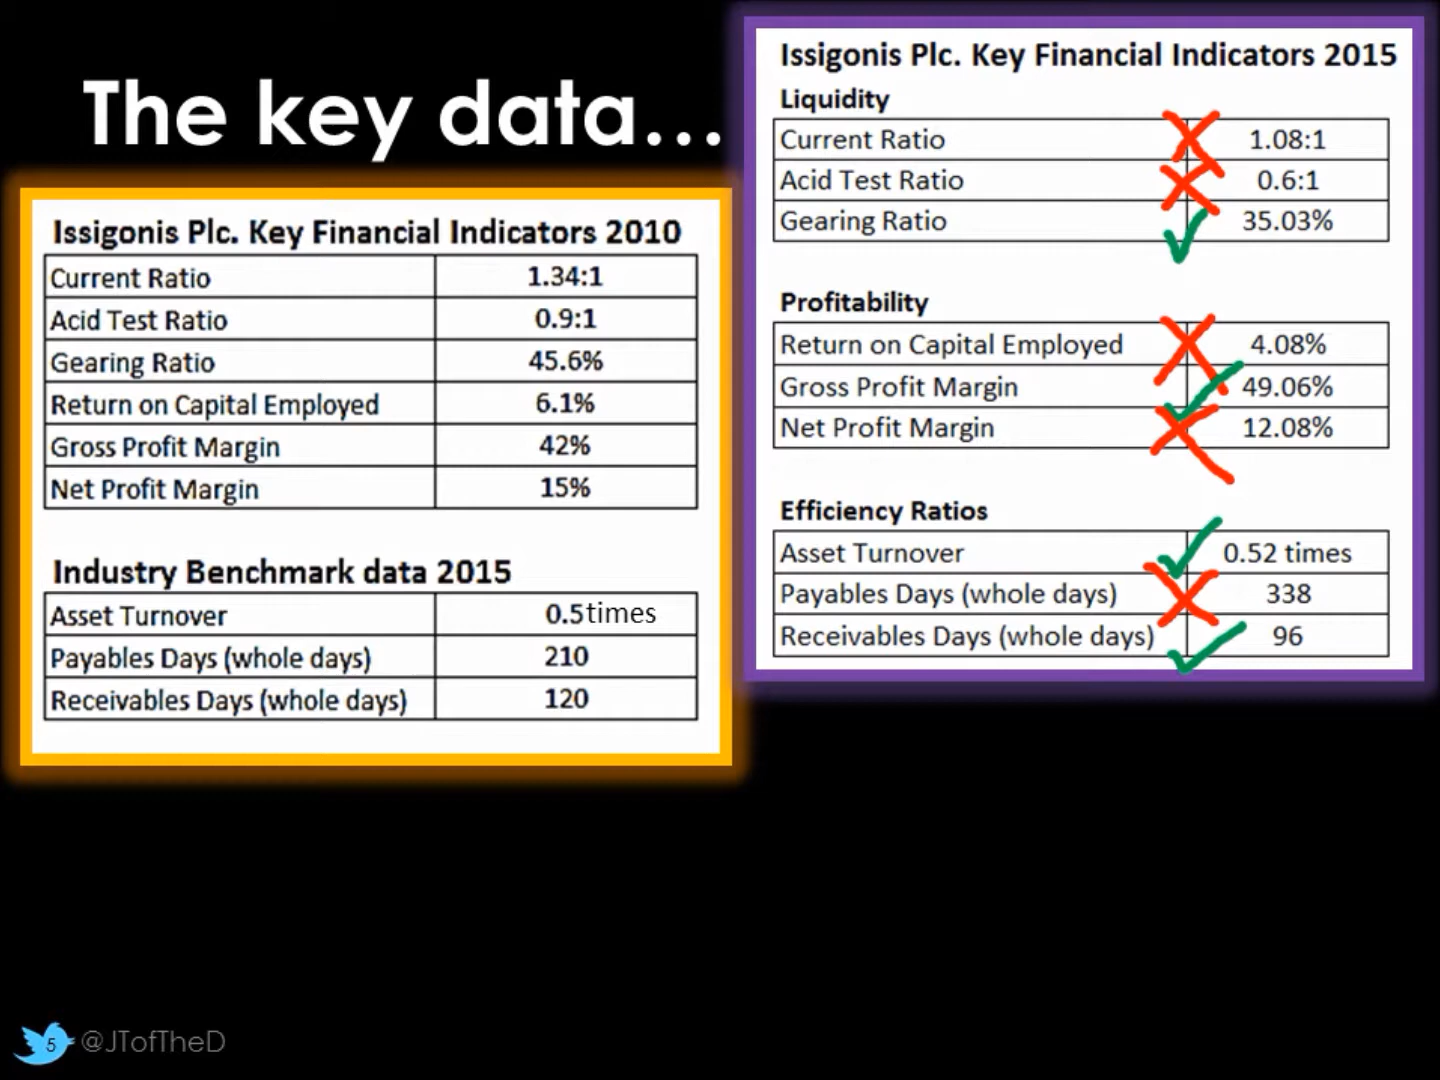 The key data...
Issigonis Plc. Key Financial Indicators 2010
Current Ratio 1.34:1
Acid Test Ratio 0.9:1
Gearing Ratio 45.6%
Return on Capital Employed 6.1%
Gross Profit Margin 42%
Net Profit Margin 15%
Industry Benchmark data 2015
Asset Turnover 0.5 times
Payables Days (whole days) 210
Receivables Days (whole days) 120
Issigonis Plc. Key Financial Indicators 2015
Liquidity
Current Ratio 1.08:1
Acid Test Ratio 0.6:1
Gearing Ratio 35.03%
Profitability
Return on Capital Employed 4.08%
Gross Profit Margin 49.06%
Net Profit Margin 12.08%
Efficiency Ratios
Asset Turnover 0.52 times
Payables Days (whole days) 338
Receivables Days (whole days) 96
5 @JTofTheD